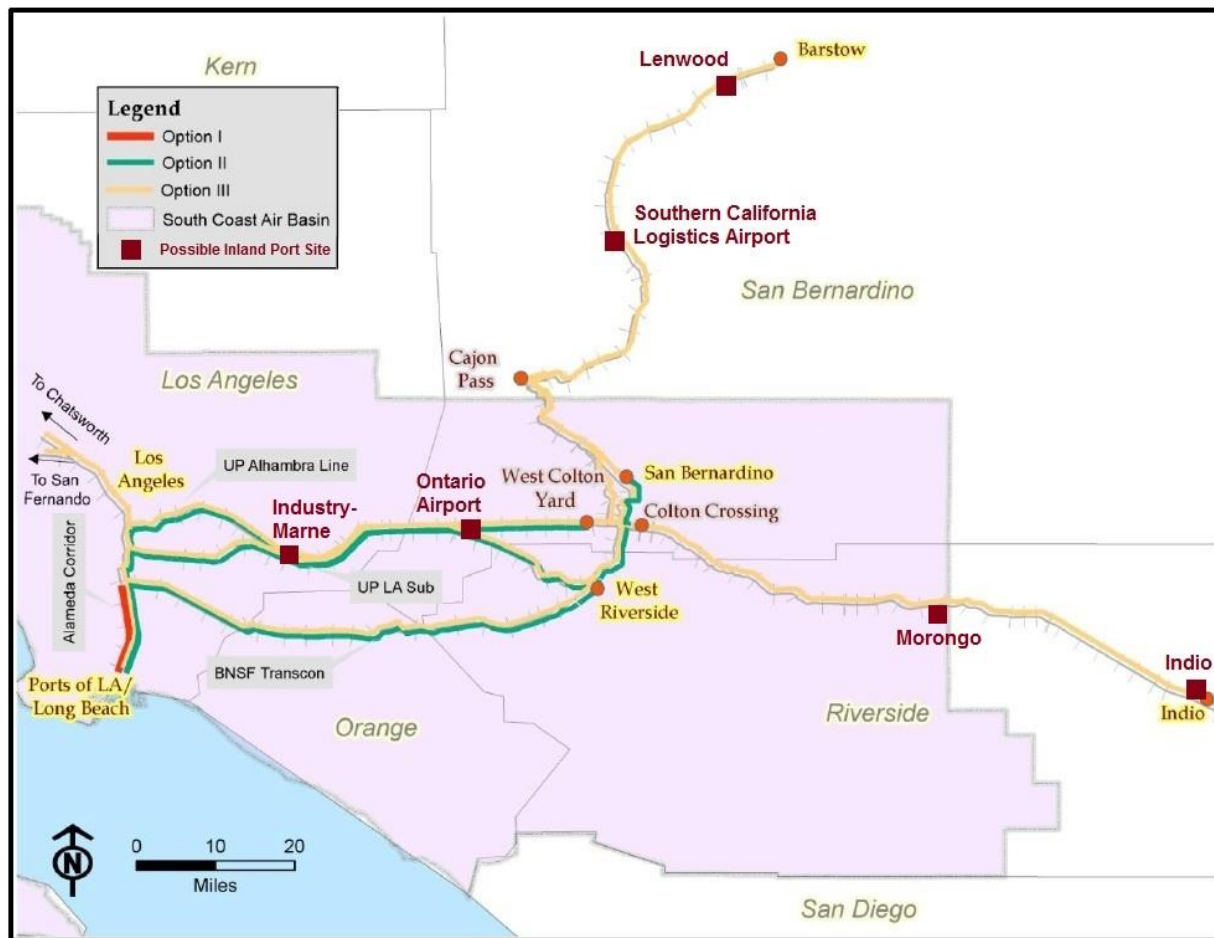 Kern
Lenwood
Barstow
Legend
Option I
Option II
Option III
South Coast Air Basin
Possible Inland Port Site
Southern California
Logistics Airport
San Bernardino
Cajon
Pass
Los Angeles
To Chatsworth
To San
Fernando
Los
Angeles
UP Alhambra Line
Industry-
Marne
Ontario
Airport
West Colton
Yard
San Bernardino
Colton Crossing
Alameda Corridor
UP LA Sub
West
Riverside
BNSF Transcon
Morongo
Indio
Indio
Ports of LA/
Long Beach
Orange
Riverside
N
0 10 20
Miles
San Diego